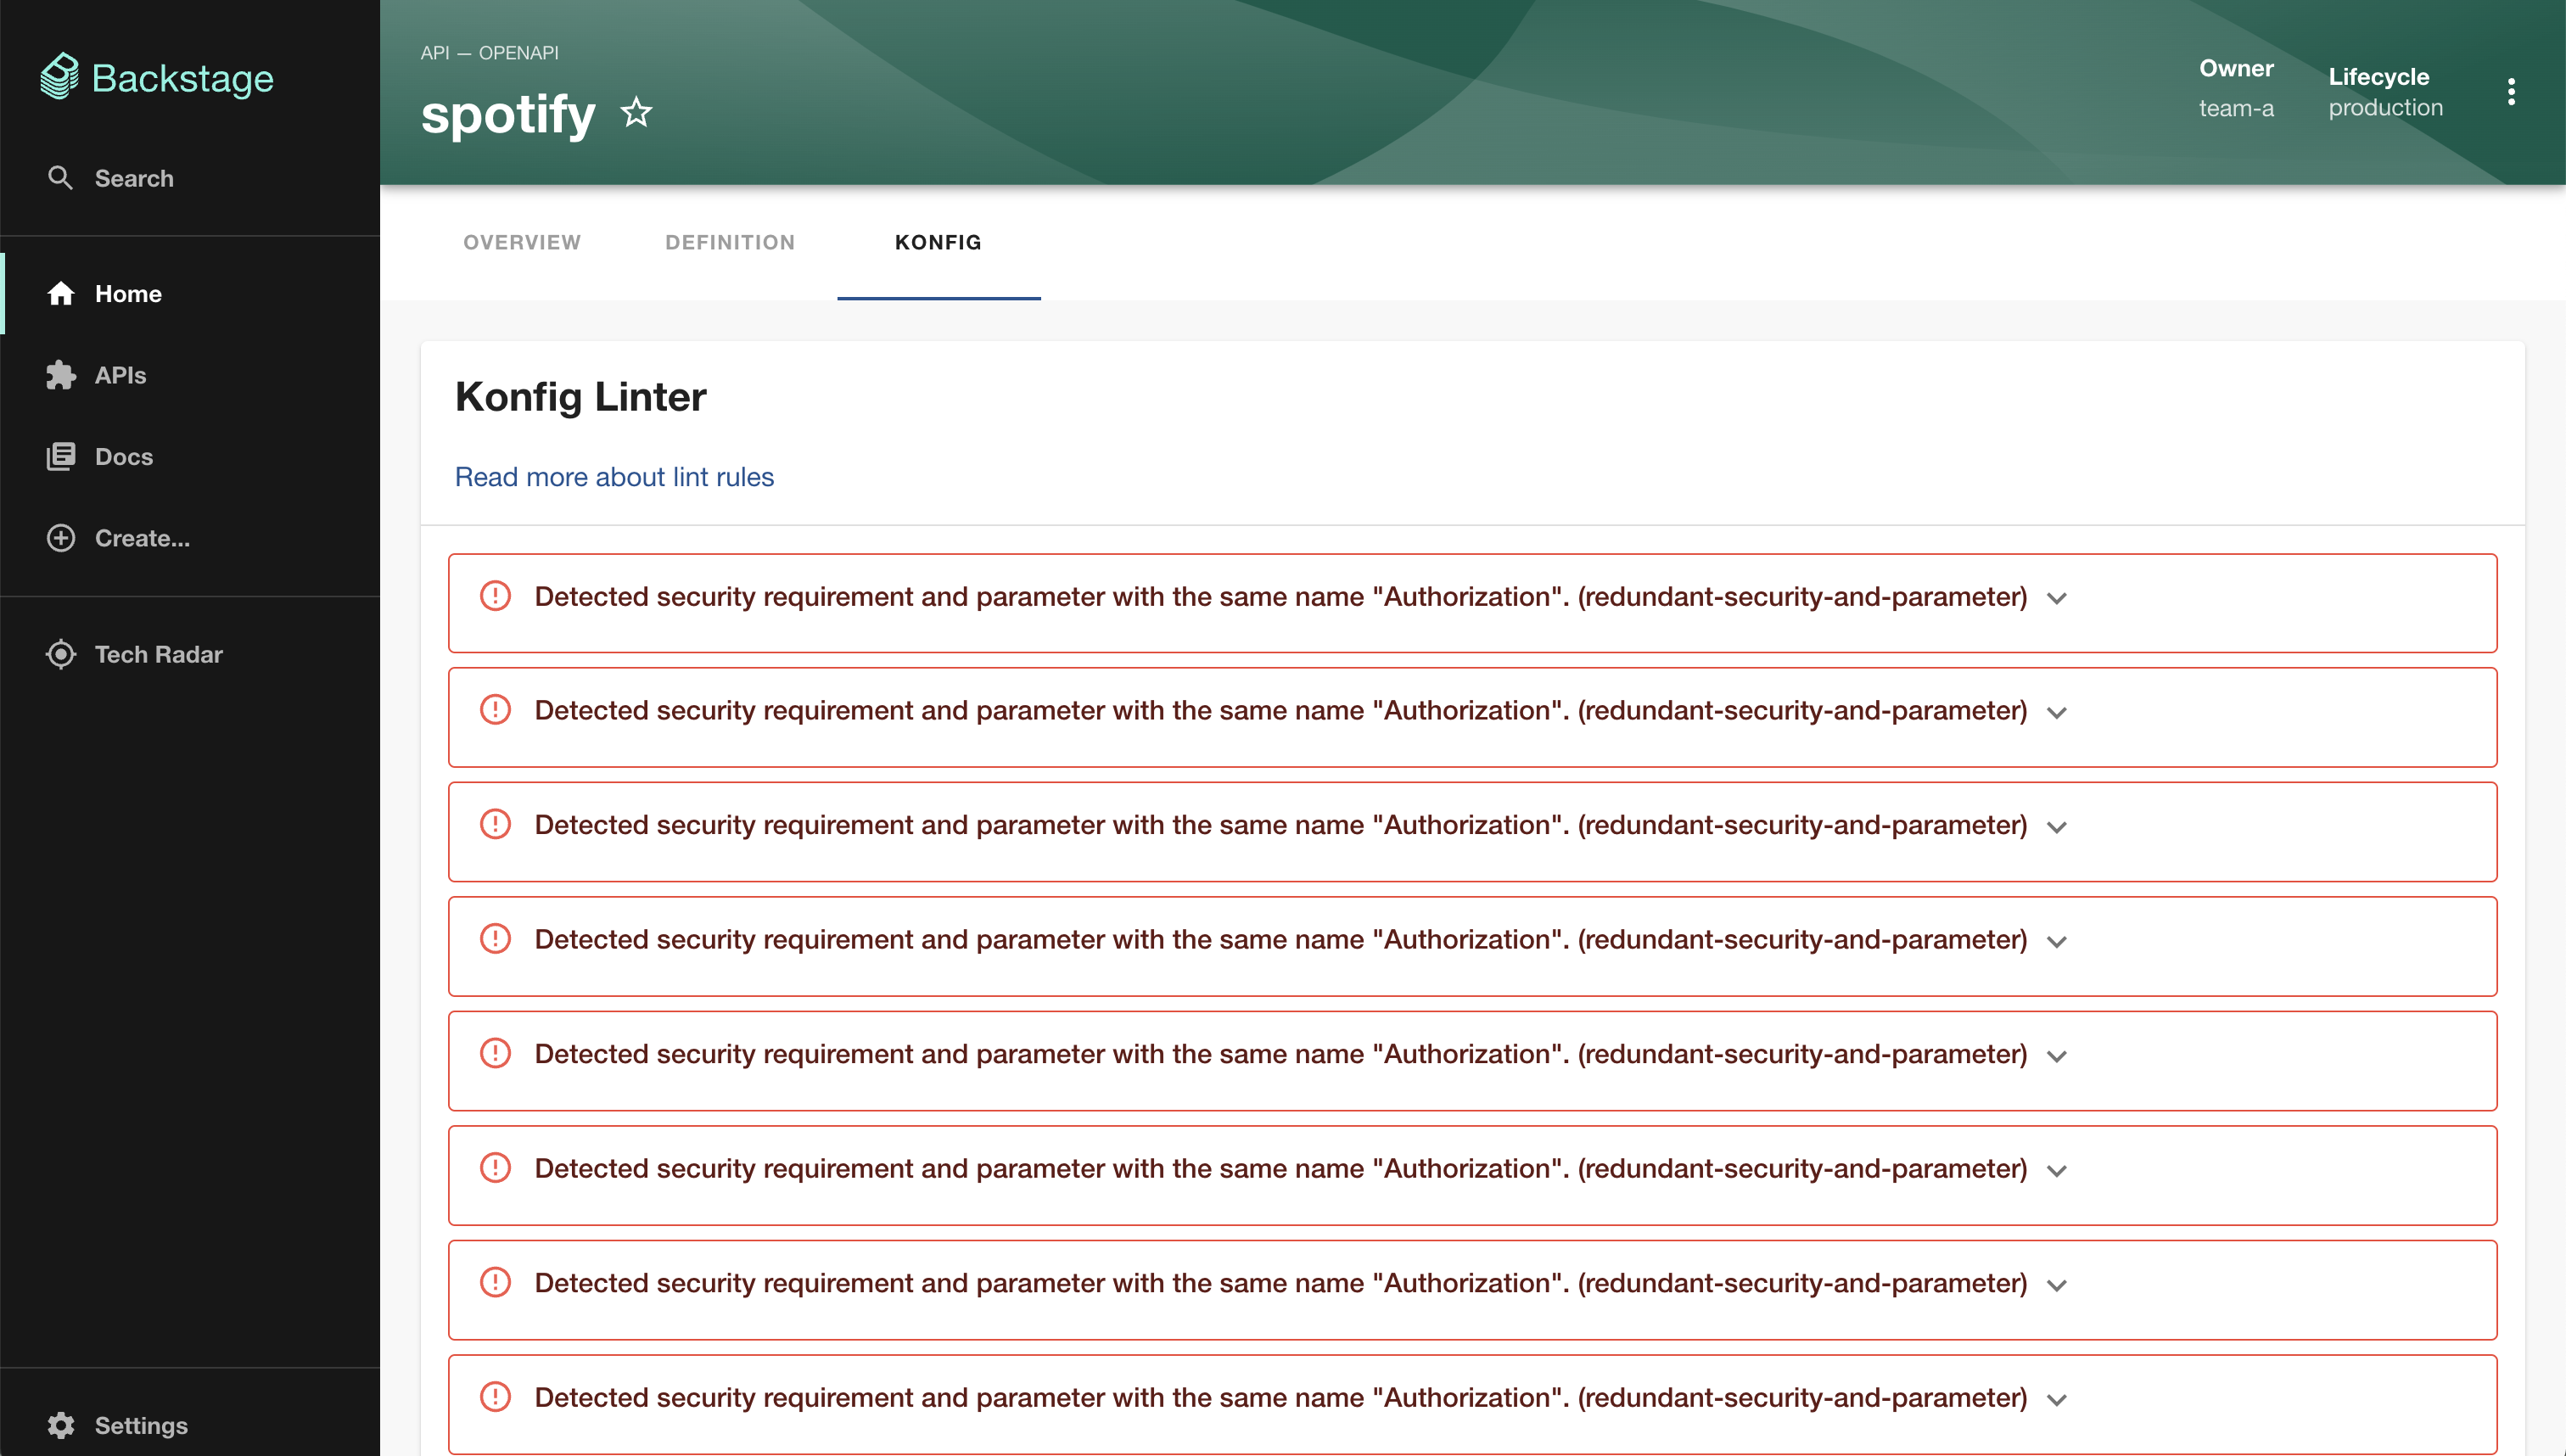 Backstage
Search
Home
APIs
Docs
Create...
Tech Radar
Settings
API — OPENAPI
spotify
Owner
team-a
Lifecycle
production
OVERVIEW
DEFINITION
KONFIG
Konfig Linter
Read more about lint rules
Detected security requirement and parameter with the same name "Authorization". (redundant-security-and-parameter)
Detected security requirement and parameter with the same name "Authorization". (redundant-security-and-parameter)
Detected security requirement and parameter with the same name "Authorization". (redundant-security-and-parameter)
Detected security requirement and parameter with the same name "Authorization". (redundant-security-and-parameter)
Detected security requirement and parameter with the same name "Authorization". (redundant-security-and-parameter)
Detected security requirement and parameter with the same name "Authorization". (redundant-security-and-parameter)
Detected security requirement and parameter with the same name "Authorization". (redundant-security-and-parameter)
Detected security requirement and parameter with the same name "Authorization". (redundant-security-and-parameter)